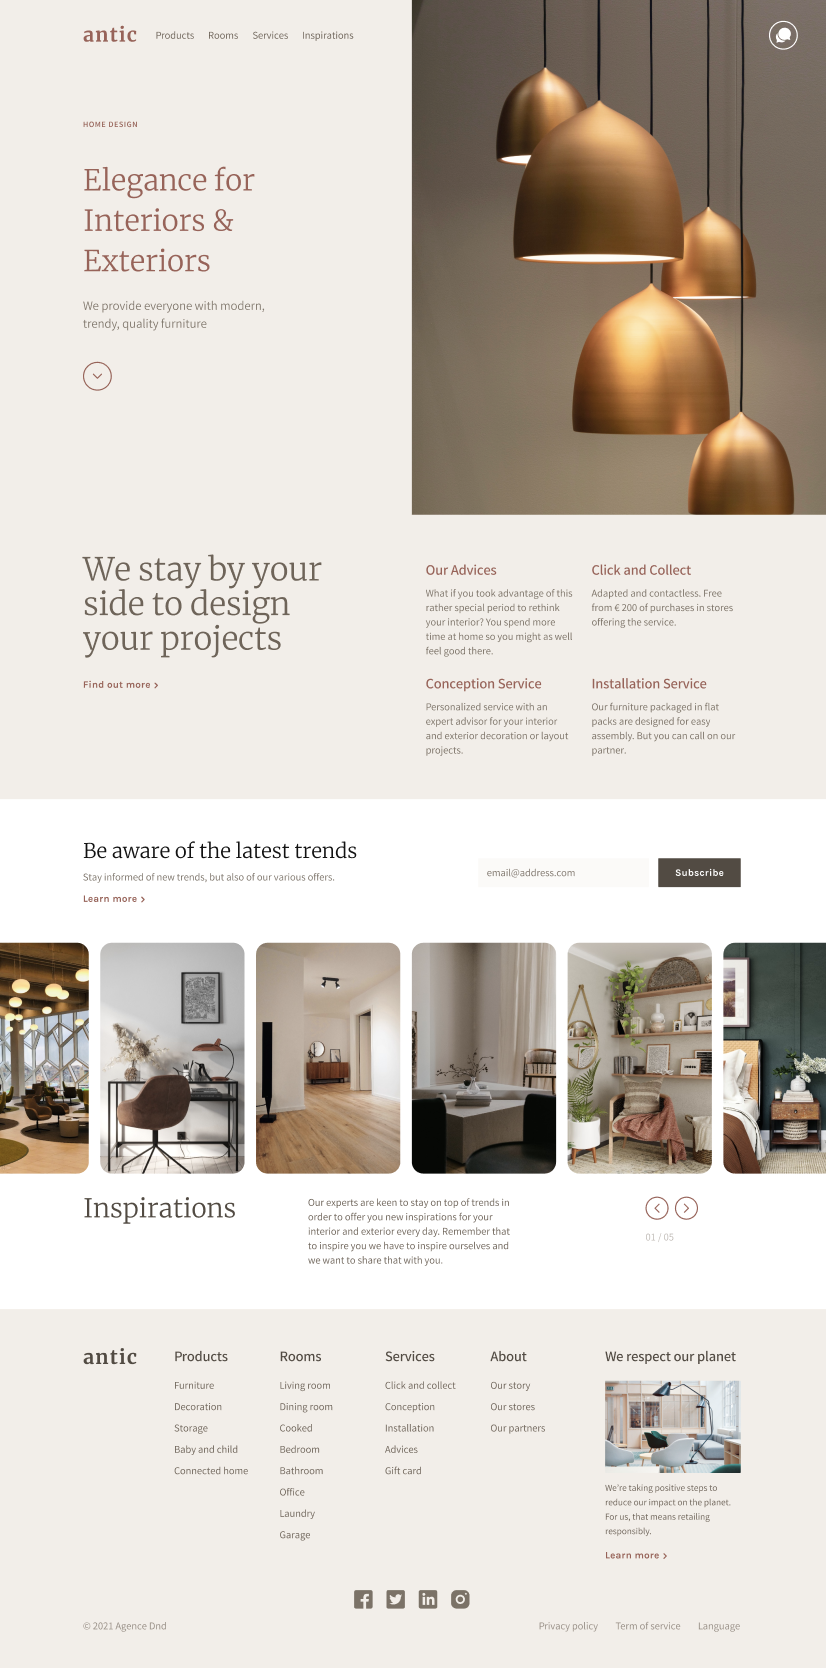 antic
Products
Rooms
Services
Inspirations
HOME DESIGN
Elegance for
Interiors &
Exteriors
We provide everyone with modern,
trendy, quality furniture
We stay by your
side to design
your projects
Find out more
Our Advices
What if you took advantage of this
rather special period to rethink
your interior? You spend more
time at home so you might as well
feel good there.
Click and Collect
Adapted and contactless. Free
from € 200 of purchases in stores
offering the service.
Conception Service
Personalized service with an
expert advisor for your interior
and exterior decoration or layout
projects.
Installation Service
Our furniture packaged in flat
packs are designed for easy
assembly. But you can call on our
partner.
Be aware of the latest trends
Stay informed of new trends, but also of our various offers.
Learn more
email@address.com
Subscribe
Inspirations
Our experts are keen to stay on top of trends in
order to offer you new inspirations for your
interior and exterior every day. Remember that
to inspire you we have to inspire ourselves and
we want to share that with you.
01 / 05
antic
Products
Furniture
Decoration
Storage
Baby and child
Connected home
Rooms
Living room
Dining room
Cooked
Bedroom
Bathroom
Office
Laundry
Garage
Services
Click and collect
Conception
Installation
Advices
Gift card
About
Our story
Our stores
Our partners
We respect our planet
We're taking positive steps to
reduce our impact on the planet.
For us, that means retailing
responsibly.
Learn more
© 2021 Agence Dnd
Privacy policy
Term of service
Language